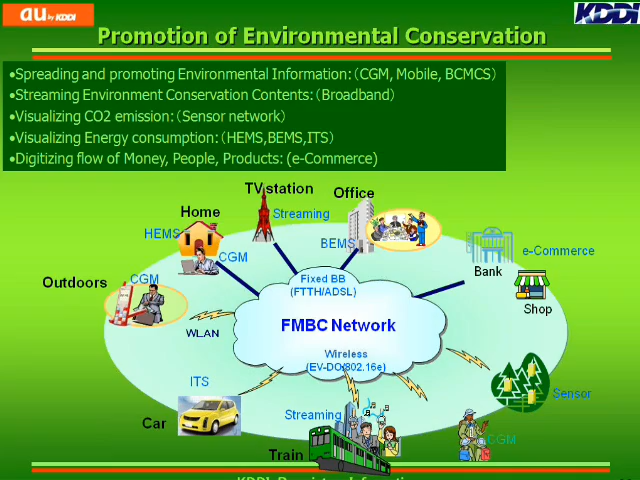 au by KDDI
KDDI
Promotion of Environmental Conservation
•Spreading and promoting Environmental Information:（CGM, Mobile, BCMCS）
•Streaming Environment Conservation Contents:（Broadband）
•Visualizing CO2 emission:（Sensor network）
•Visualizing Energy consumption:（HEMS,BEMS,ITS）
•Digitizing flow of Money, People, Products: (e-Commerce)
TV station
Office
Home
Streaming
HEMS
BEMS
e-Commerce
CGM
Bank
Outdoors
CGM
Fixed BB
(FTTH/ADSL)
Shop
FMBC Network
WLAN
Wireless
(EV-DO/802.16e)
ITS
Sensor
Car
Streaming
CGM
Train
KDDI